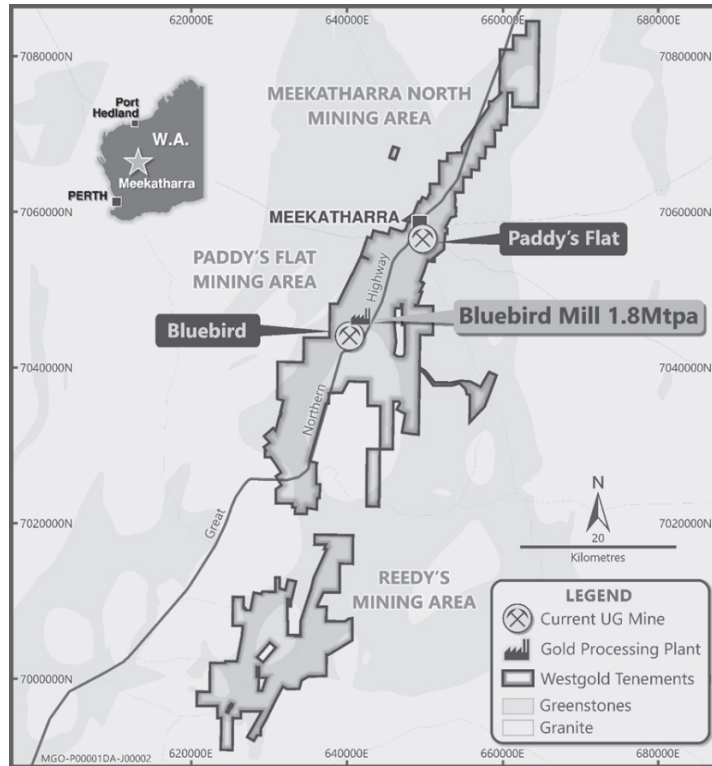 620000E
640000E
660000E
680000E
7080000N
7080000N
MEEKATHARRA NORTH
MINING AREA
Port
Hedland
W.A.
Meekatharra
PERTH
7060000N
7060000N
MEEKATHARRA
Paddy's Flat
PADDY'S FLAT
MINING AREA
Highway
Bluebird Mill 1.8Mtpa
Bluebird
7040000N
7040000N
Northern
Great
7020000N
7020000N
N
20
Kilometres
REEDY'S
MINING AREA
LEGEND
Current UG Mine
Gold Processing Plant
Westgold Tenements
Greenstones
Granite
7000000N
MGO-P00001DA-J00002
620000E
640000E
660000E
680000E